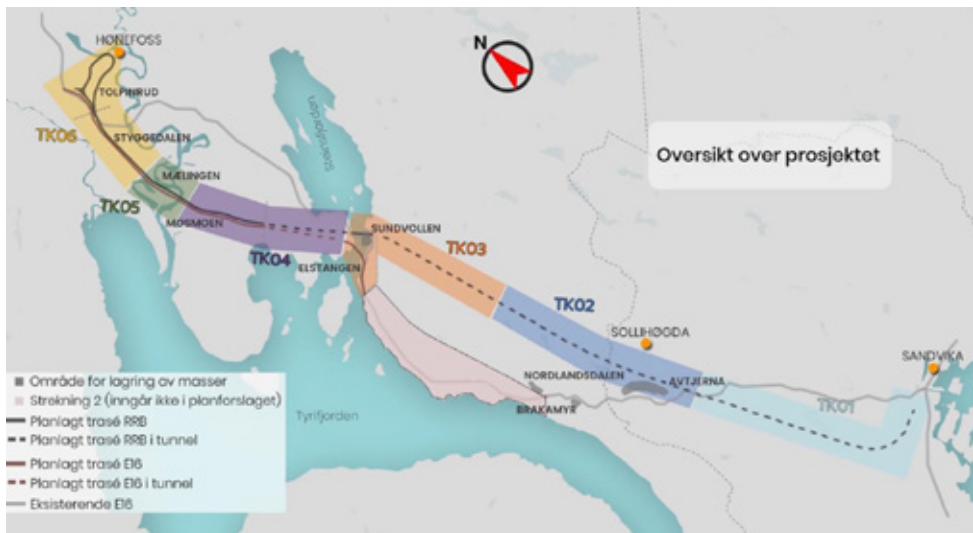 HØNEFOSS
N
TOLPINRUD
Steinsfjorden
Oversikt over prosjektet
TK06
STYGGEDALEN
MÆLINGEN
TK05
MOSMOEN
SUNDVOLLEN
TK04
ELSTANGEN
TK03
TK02
SOLLIHØGDA
SANDVIKA
NORDLANDSDALEN
AVTJERNA
BRAKAMYR
TK01
Tyrifjorden
Område for lagring av masser
Strekning 2 (inngår ikke i planforslaget)
Planlagt trasé RRB
Planlagt trasé RRB i tunnel
Planlagt trasé E16
Planlagt trasé E16 i tunnel
Eksisterende E16